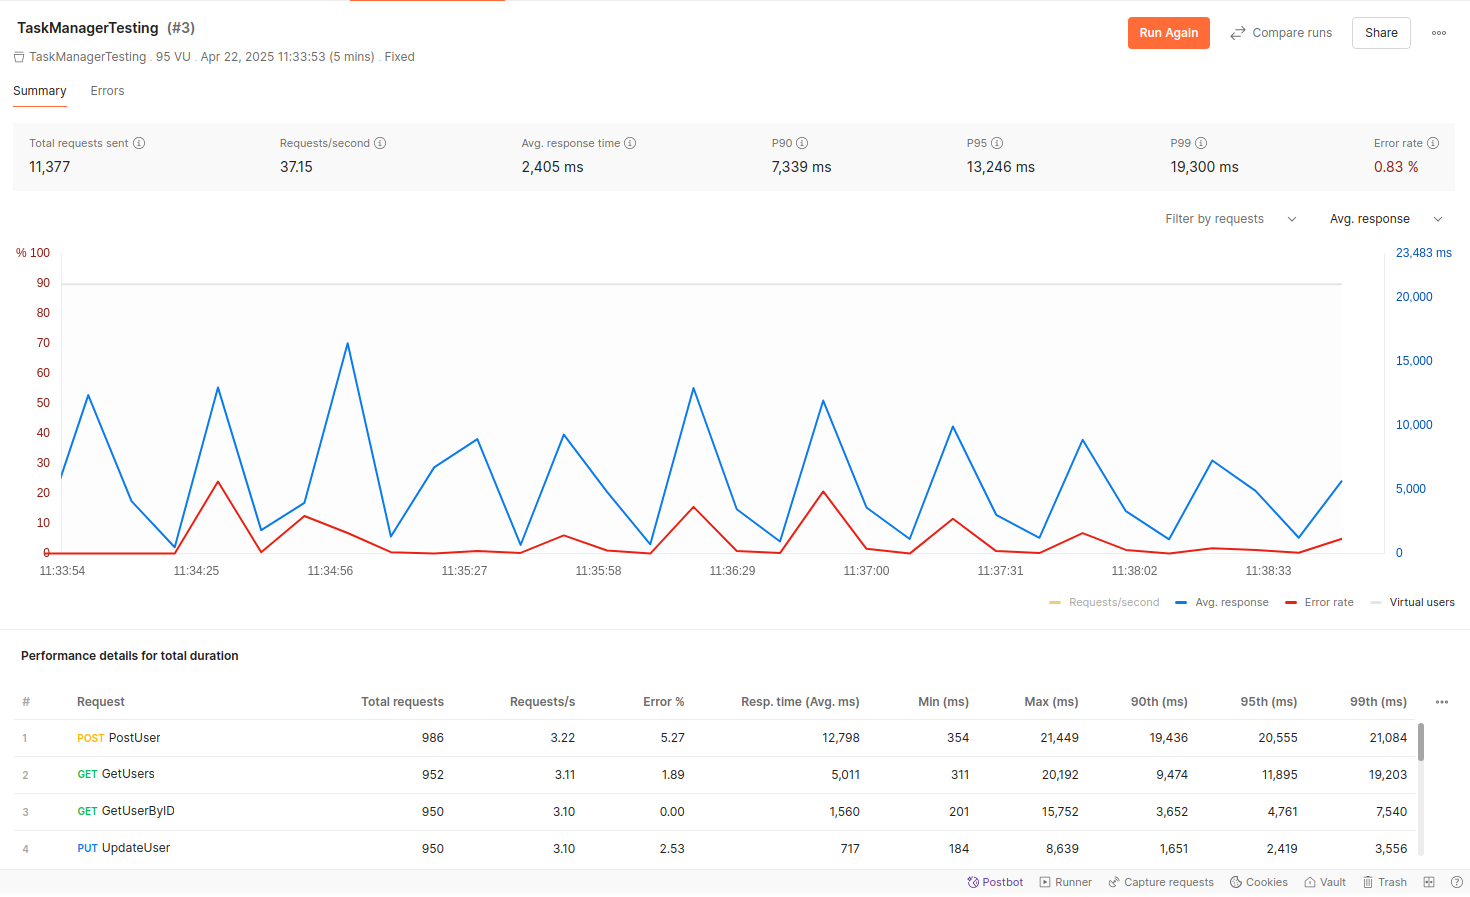 TaskManagerTesting (#3)
Run Again
Compare runs
Share
TaskManagerTesting . 95 VU . Apr 22, 2025 11:33:53 (5 mins) . Fixed
Summary
Errors
Total requests sent
Requests/second
Avg. response time
P90
P95
P99
Error rate
11,377
37.15
2,405 ms
7,339 ms
13,246 ms
19,300 ms
0.83 %
Filter by requests
Avg. response
% 100
90
80
70
60
50
40
30
20
10
0
23,483 ms
20,000
15,000
10,000
5,000
0
11:33:54 11:34:25 11:34:56 11:35:27 11:35:58 11:36:29 11:37:00 11:37:31 11:38:02 11:38:33
Requests/second Avg. response Error rate Virtual users
Performance details for total duration
# Request Total requests Requests/s Error % Resp. time (Avg. ms) Min (ms) Max (ms) 90th (ms) 95th (ms) 99th (ms)
1 POST PostUser 986 3.22 5.27 12,798 354 21,449 19,436 20,555 21,084
2 GET GetUsers 952 3.11 1.89 5,011 311 20,192 9,474 11,895 19,203
3 GET GetUserByID 950 3.10 0.00 1,560 201 15,752 3,652 4,761 7,540
4 PUT UpdateUser 950 3.10 2.53 717 184 8,639 1,651 2,419 3,556
Postbot Runner Capture requests Cookies Vault Trash